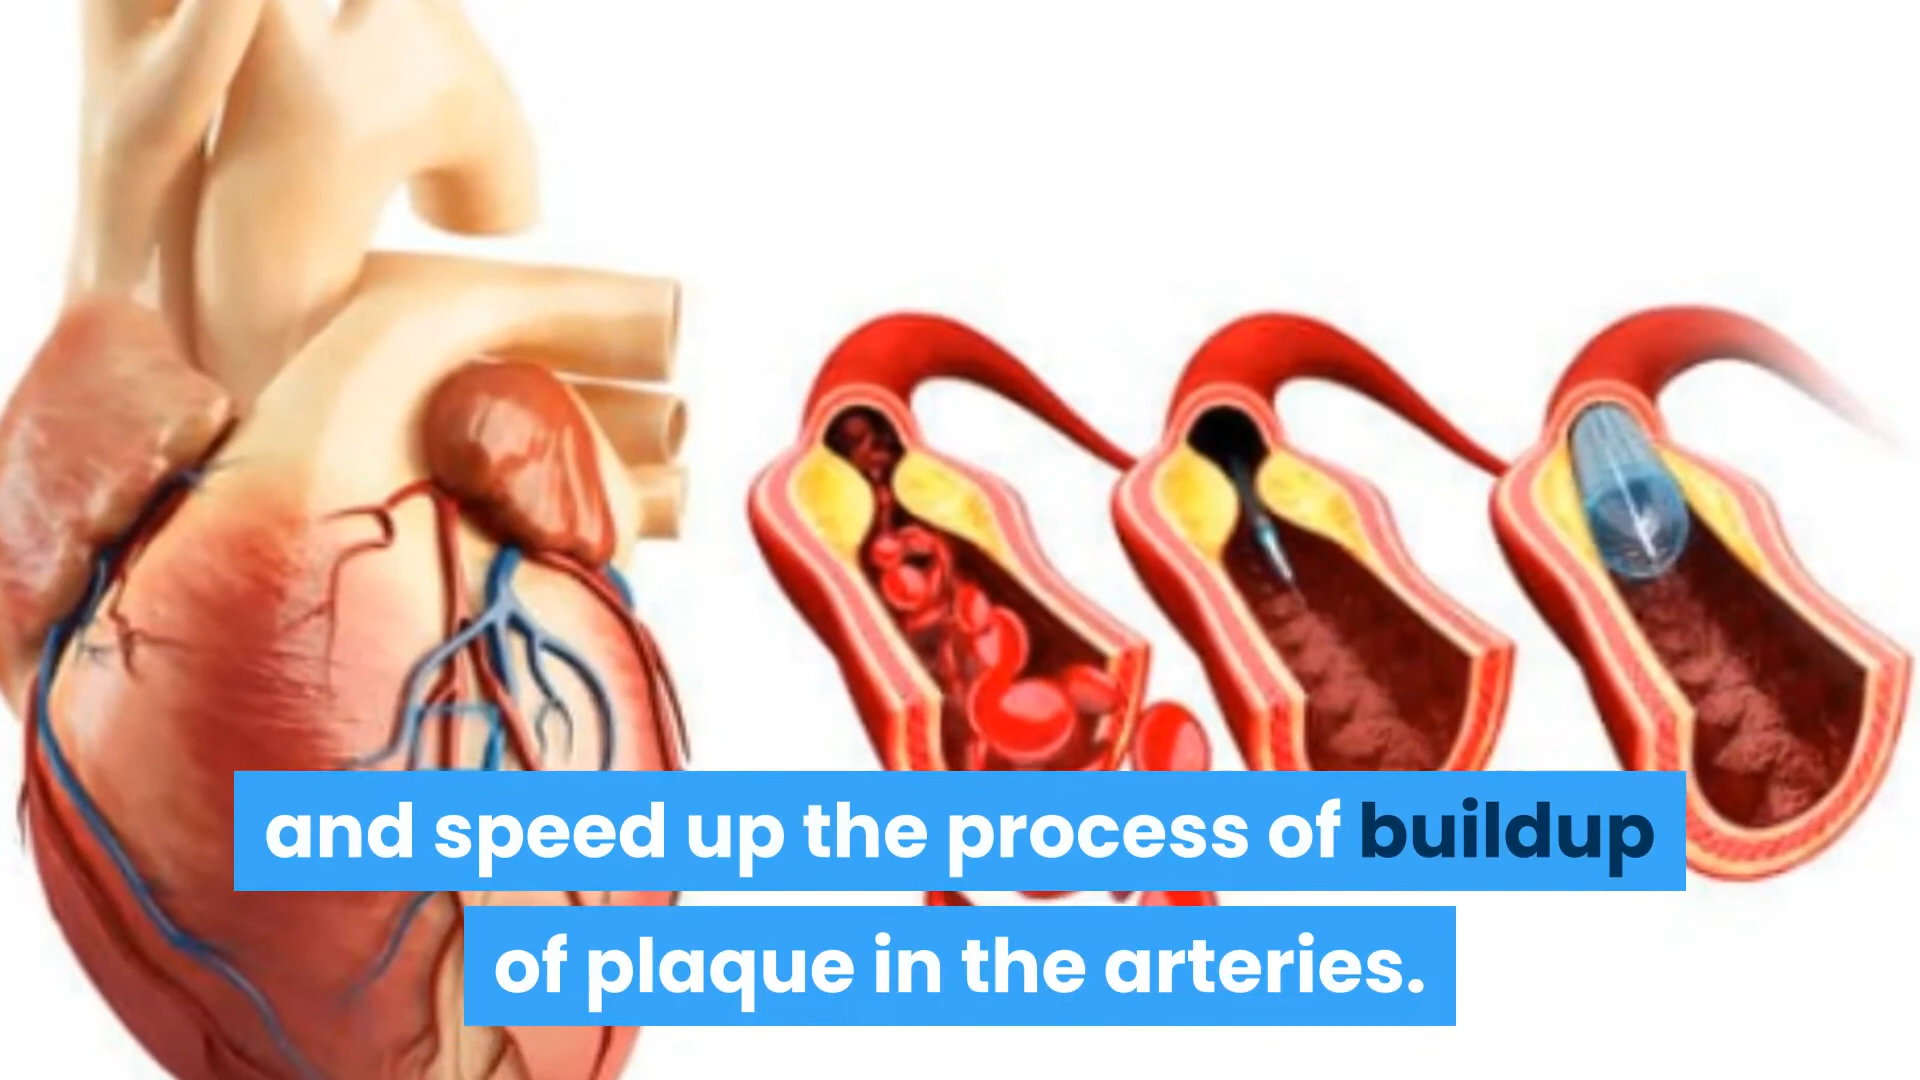 and speed up the process of buildup
of plaque in the arteries.